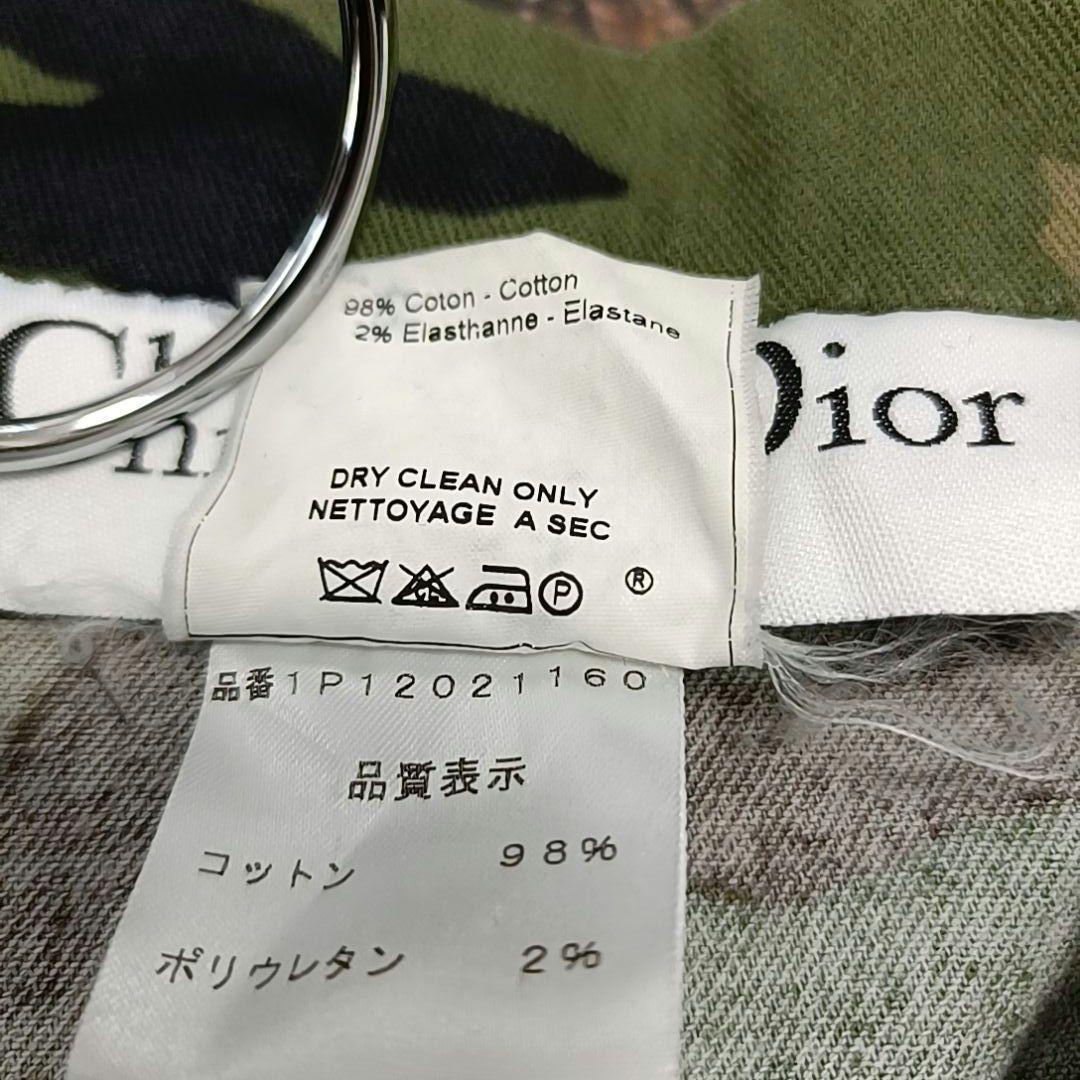 98% Coton - Cotton
2% Elasthanne - Elastane
Dior
DRY CLEAN ONLY
NETTOYAGE A SEC
P ®
品番1P12021160
品質表示
コットン 98%
ポリウレタン 2%